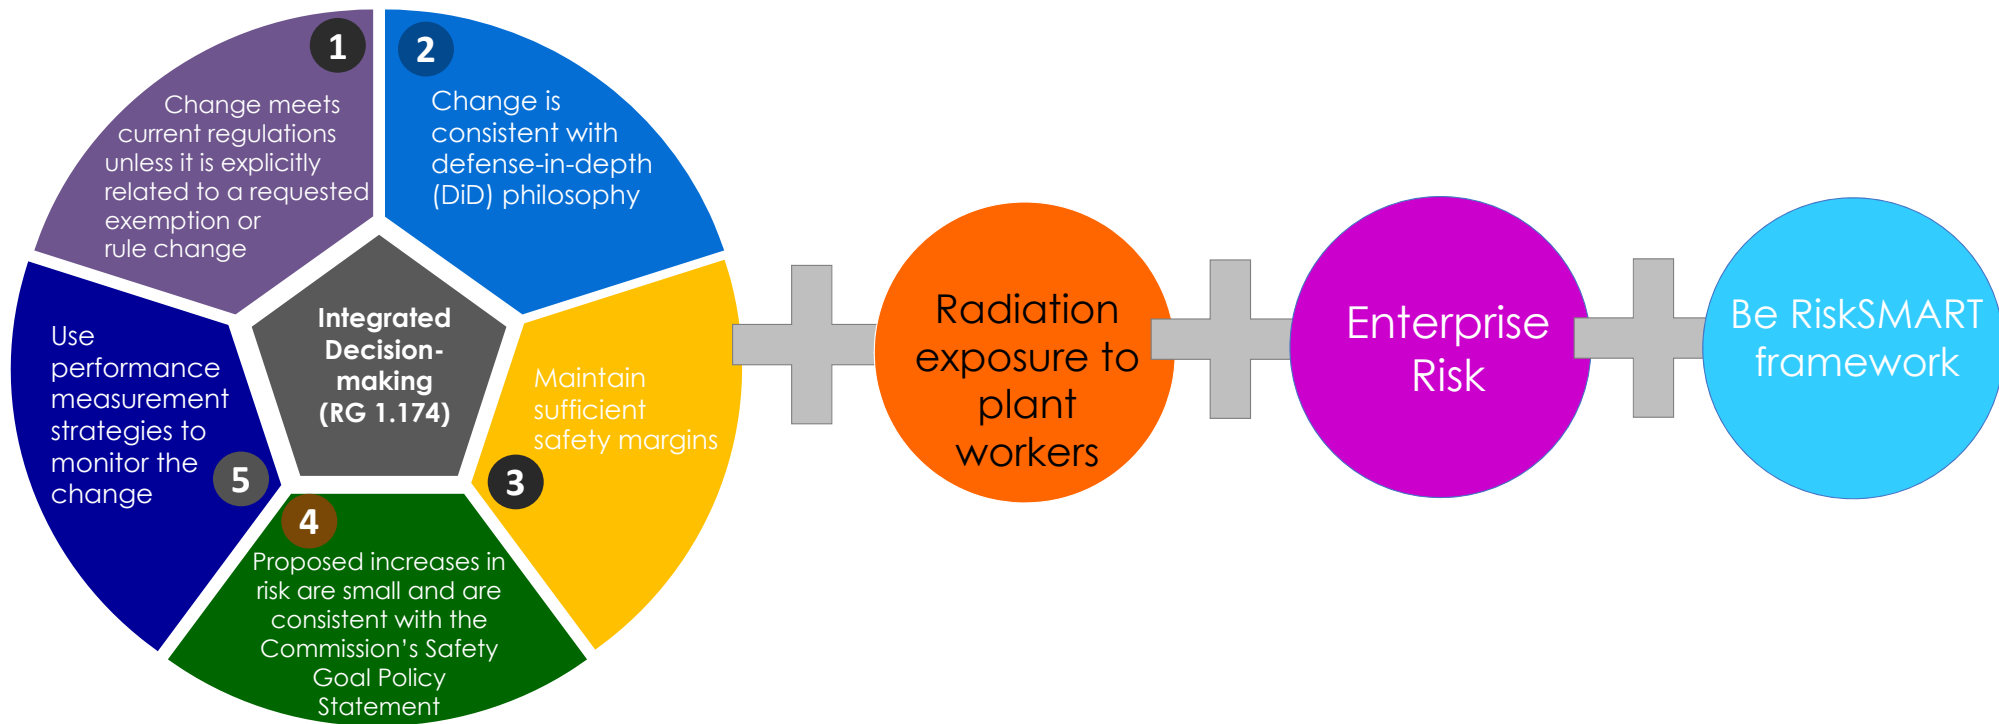 1
Change meets
current regulations
unless it is explicitly
related to a requested
exemption or
rule change
2
Change is
consistent with
defense-in-depth
(DiD) philosophy
Integrated
Decision-
making
(RG 1.174)
Maintain
sufficient
safety margins
3
4
Proposed increases in
risk are small and are
consistent with the
Commission’s Safety
Goal Policy
Statement
Use
performance
measurement
strategies to
monitor the
change
5
Radiation
exposure to
plant
workers
Enterprise
Risk
Be RiskSMART
framework